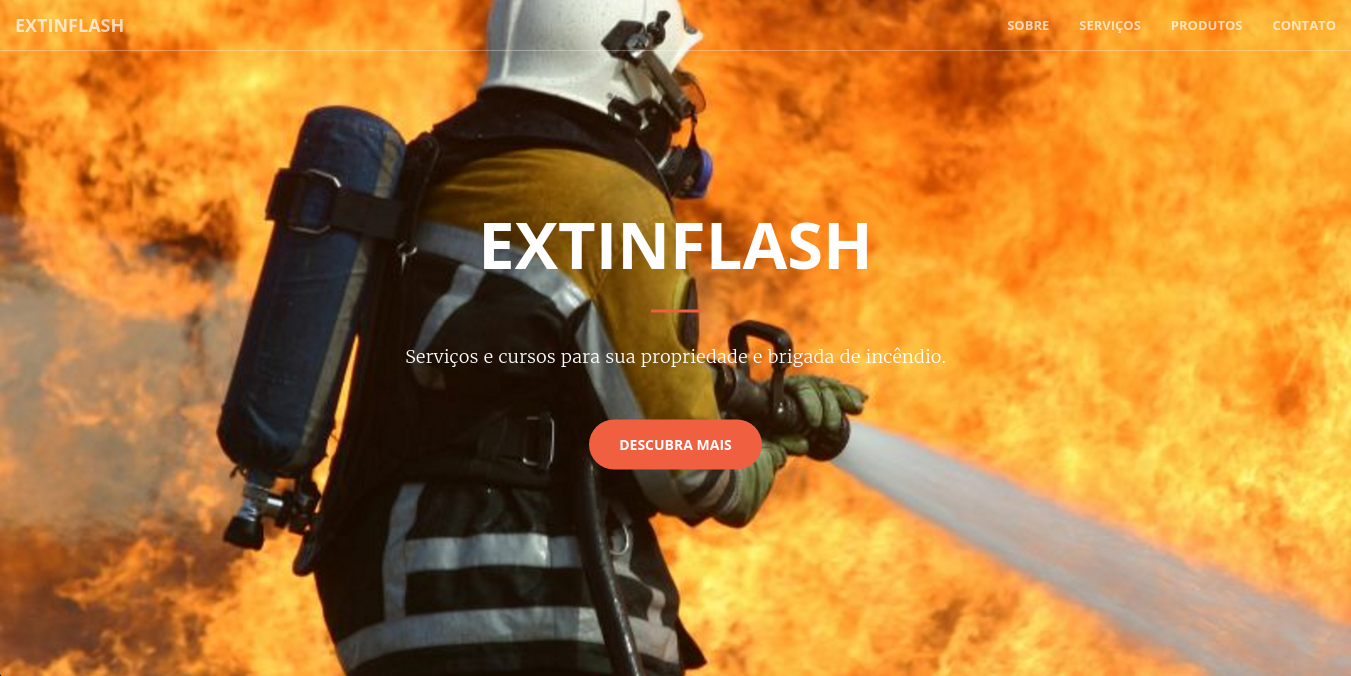 EXTINFLASH
SOBRE SERVIÇOS PRODUTOS CONTATO
EXTINFLASH
Serviços e cursos para sua propriedade e brigada de incêndio.
DESCUBRA MAIS